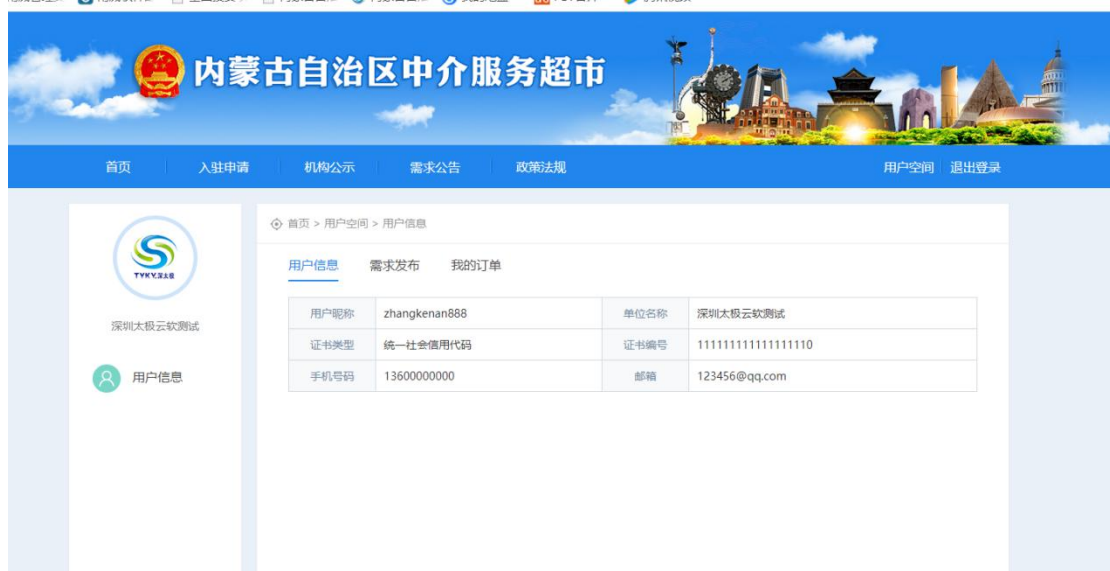 内蒙古自治区中介服务超市
首页 入驻申请 机构公示 需求公告 政策法规 用户空间 退出登录
首页 > 用户空间 > 用户信息
TYKY深太极
用户信息 需求发布 我的订单
用户昵称 zhangkenan888 单位名称 深圳太极云软测试
深圳太极云软测试
证书类型 统一社会信用代码 证书编号 111111111111111110
用户信息
手机号码 13600000000 邮箱 123456@qq.com